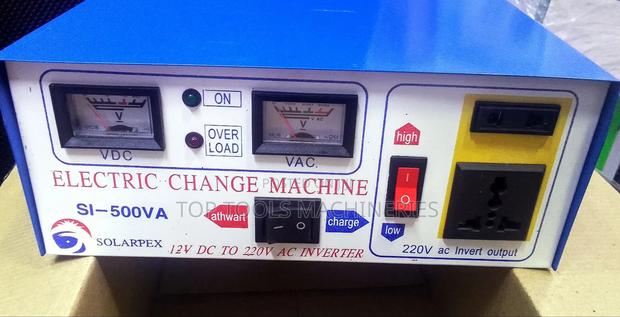 VDC
ON
OVER
LOAD
VAC.
ELECTRIC CHANGE MACHINE
SI-500VA
athwart
charge
SOLARPEX
12V DC TO 220V AC INVERTER
high
low
220V ac Invert output
TOP TOOLS MACHINERIES